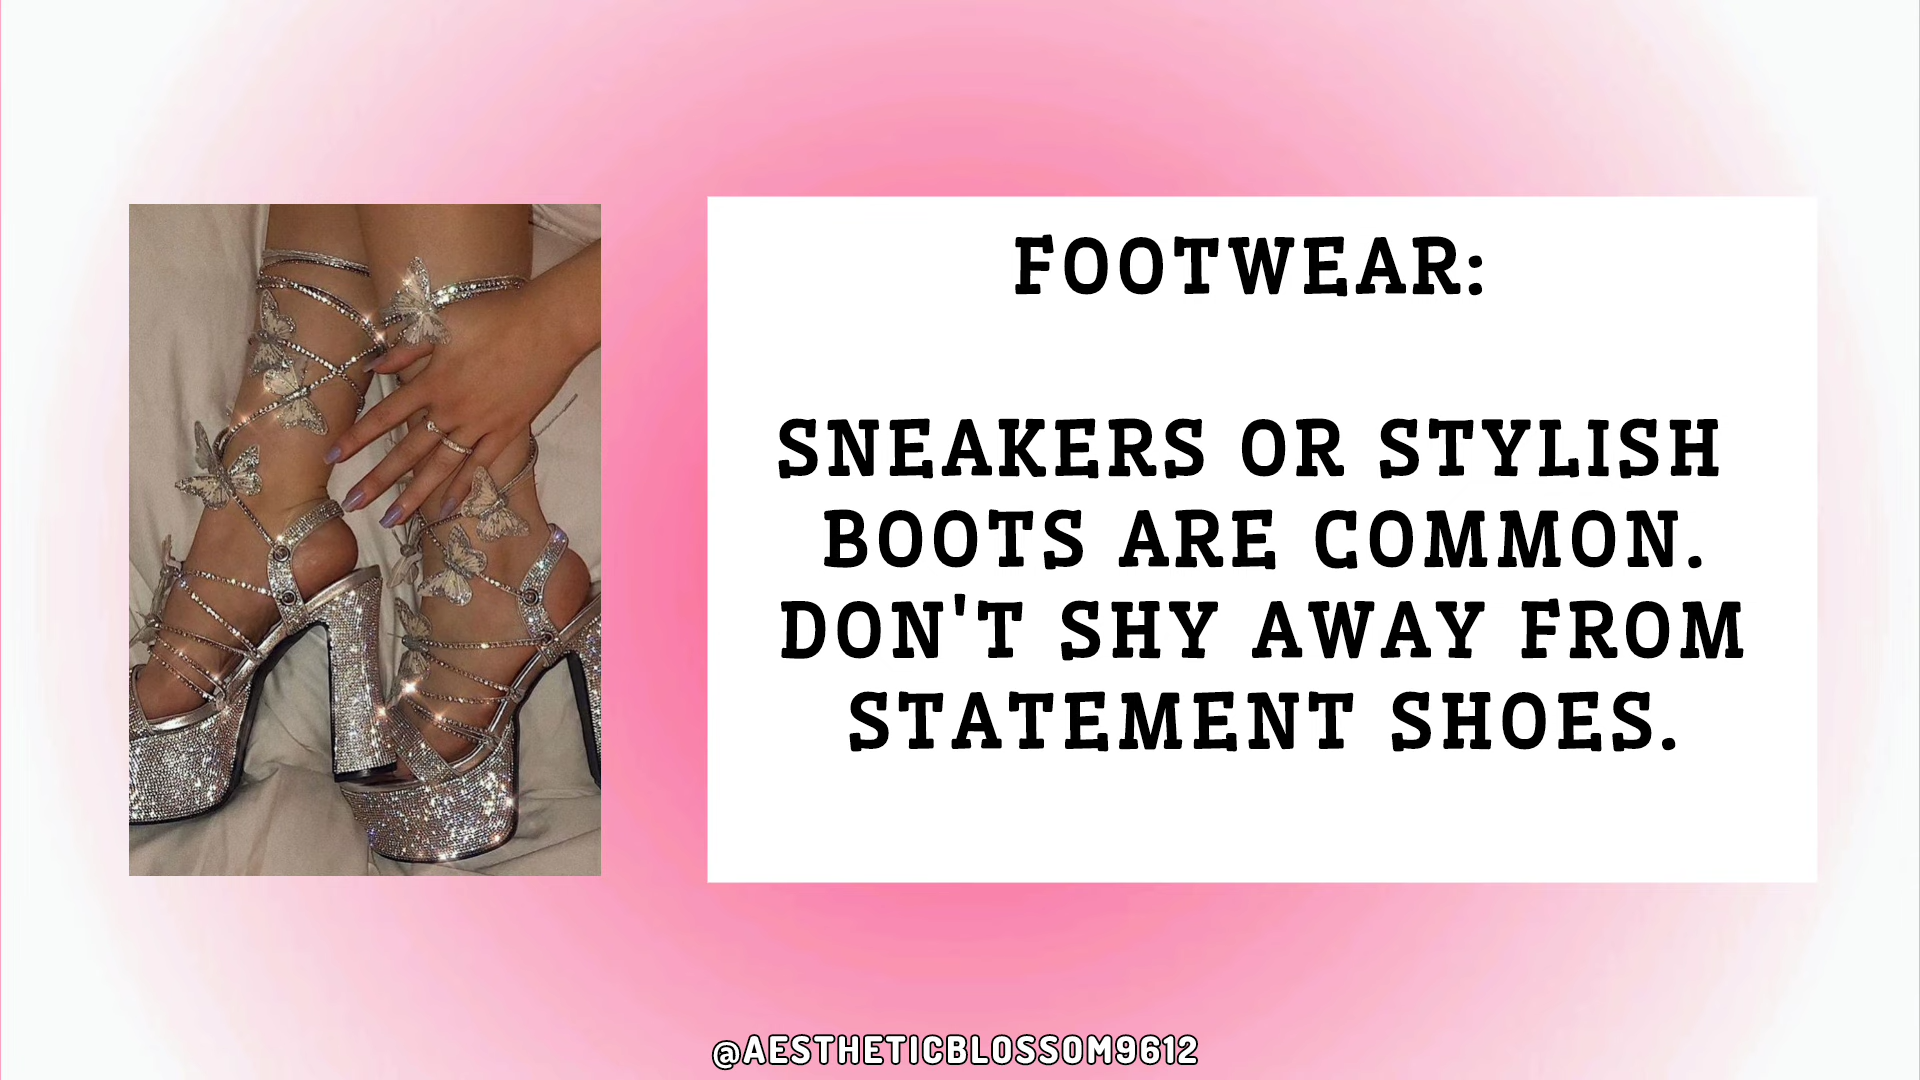 FOOTWEAR:
SNEAKERS OR STYLISH
BOOTS ARE COMMON.
DON'T SHY AWAY FROM
STATEMENT SHOES.
@AESTHETICBLOSSOM9612